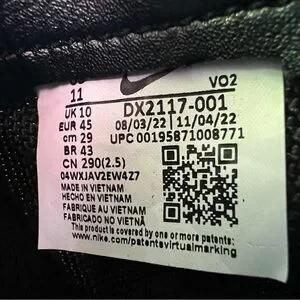 11 VO2
UK 10 DX2117-001
EUR 45 08/03/22 11/04/22
cm 29 UPC 00195871008771
BR 43
CN 290(2.5)
04WXJAV2EW4Z7
MADE IN VIETNAM
HECHO EN VIETNAM
FABRIQUE AU VIETNAM
FABRICADO NO VIETNÃ
This product is covered by one or more
www.nike.com/patentsvirtualmarking